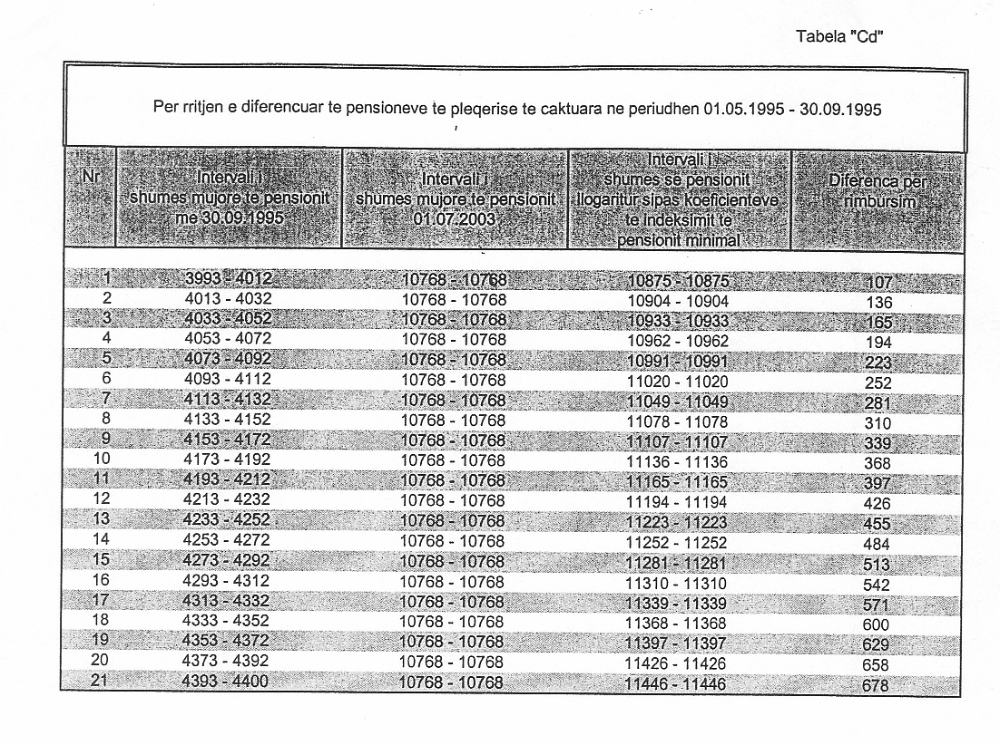 Tabela "Cd"
Per rritjen e diferencuar te pensioneve te pleqerise te caktuara ne periudhen 01.05.1995 - 30.09.1995
Nr
Intervali i
shumes mujore te pensionit
me 30.09.1995
Intervali i
shumes mujore te pensionit
01.07.2003
Intervali i
shumes se pensionit
llogaritur sipas koeficienteve
te indeksimit te
pensionit minimal
Diferenca per
rimbursim
1 3993 - 4012 10768 - 10768 10875 - 10875 107
2 4013 - 4032 10768 - 10768 10904 - 10904 136
3 4033 - 4052 10768 - 10768 10933 - 10933 165
4 4053 - 4072 10768 - 10768 10962 - 10962 194
5 4073 - 4092 10768 - 10768 10991 - 10991 223
6 4093 - 4112 10768 - 10768 11020 - 11020 252
7 4113 - 4132 10768 - 10768 11049 - 11049 281
8 4133 - 4152 10768 - 10768 11078 - 11078 310
9 4153 - 4172 10768 - 10768 11107 - 11107 339
10 4173 - 4192 10768 - 10768 11136 - 11136 368
11 4193 - 4212 10768 - 10768 11165 - 11165 397
12 4213 - 4232 10768 - 10768 11194 - 11194 426
13 4233 - 4252 10768 - 10768 11223 - 11223 455
14 4253 - 4272 10768 - 10768 11252 - 11252 484
15 4273 - 4292 10768 - 10768 11281 - 11281 513
16 4293 - 4312 10768 - 10768 11310 - 11310 542
17 4313 - 4332 10768 - 10768 11339 - 11339 571
18 4333 - 4352 10768 - 10768 11368 - 11368 600
19 4353 - 4372 10768 - 10768 11397 - 11397 629
20 4373 - 4392 10768 - 10768 11426 - 11426 658
21 4393 - 4400 10768 - 10768 11446 - 11446 678